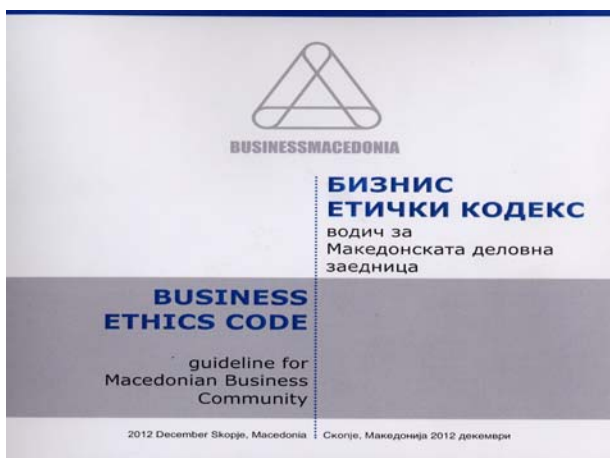 BUSINESSMACEDONIA
БИЗНИС
ЕТИЧКИ КОДЕКС
водич за
Македонската деловна
заедница
BUSINESS
ETHICS CODE
guideline for
Macedonian Business
Community
2012 December Skopje, Macedonia
Скопје, Македонија 2012 декември